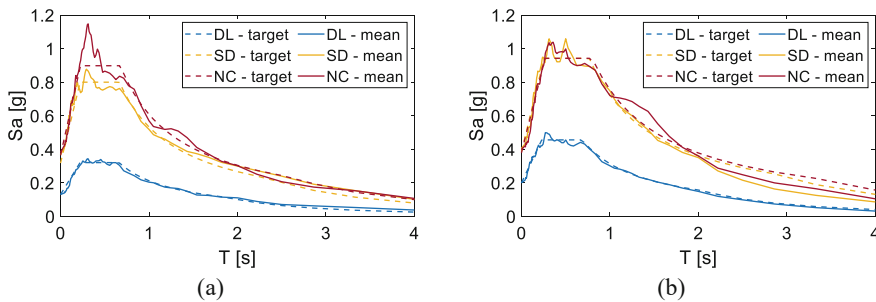 1.2
1
0.8
0.6
0.4
0.2
0
Sa [g]
DL - target DL - mean
SD - target SD - mean
NC - target NC - mean
0 1 2 3 4
T [s]
(a)
1.2
1
0.8
0.6
0.4
0.2
0
Sa [g]
DL - target DL - mean
SD - target SD - mean
NC - target NC - mean
0 1 2 3 4
T [s]
(b)